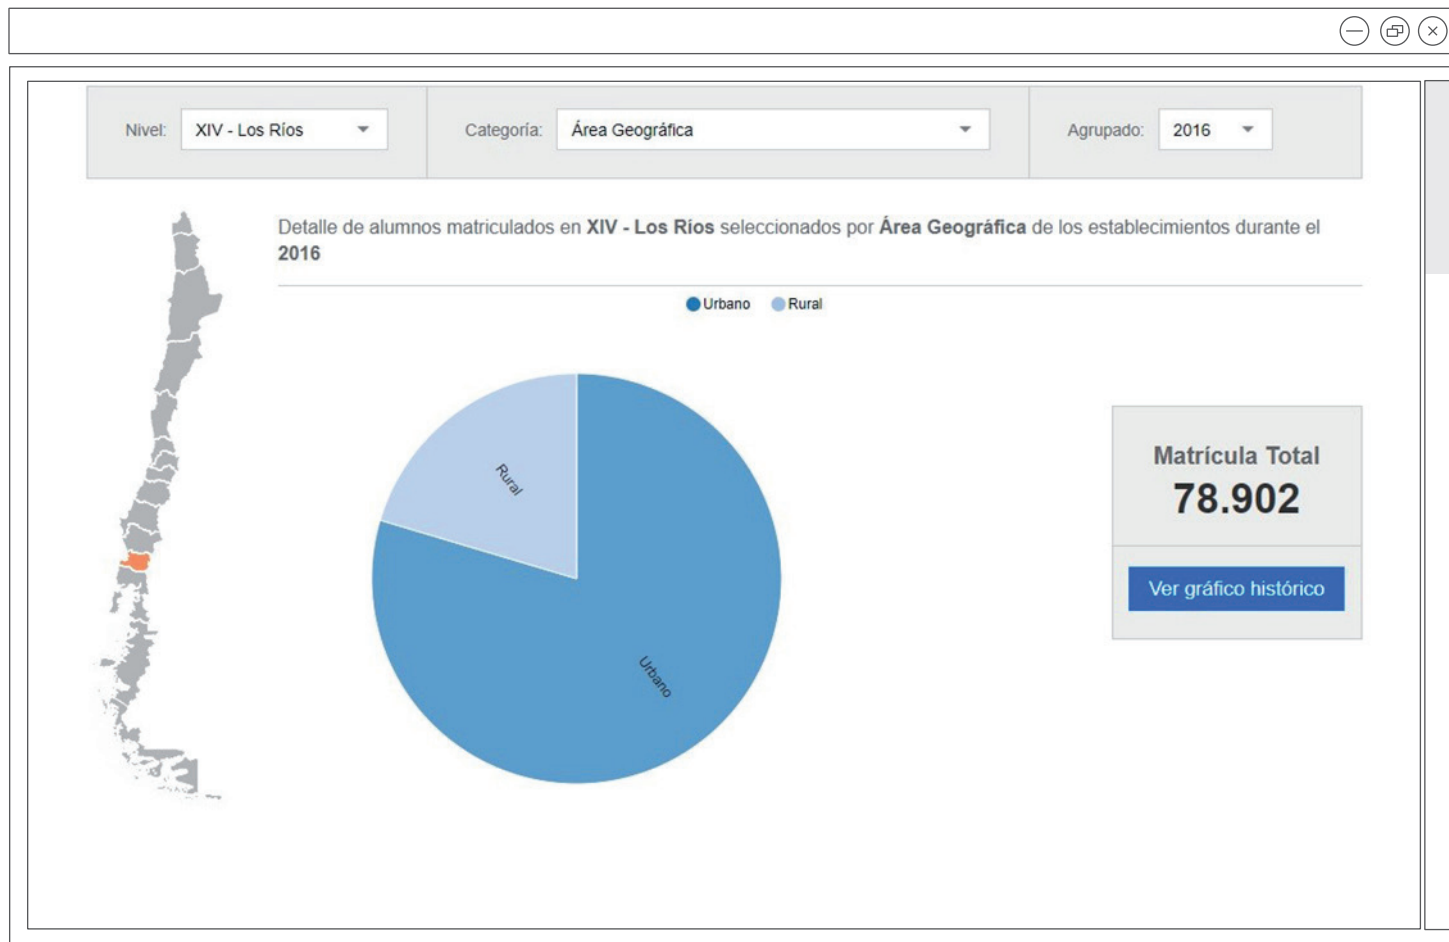 Nivel: XIV - Los Ríos Categoría: Área Geográfica Agrupado: 2016
Detalle de alumnos matriculados en XIV - Los Ríos seleccionados por Área Geográfica de los establecimientos durante el
2016
Urbano Rural
Rural
Urbano
Matrícula Total
78.902
Ver gráfico histórico